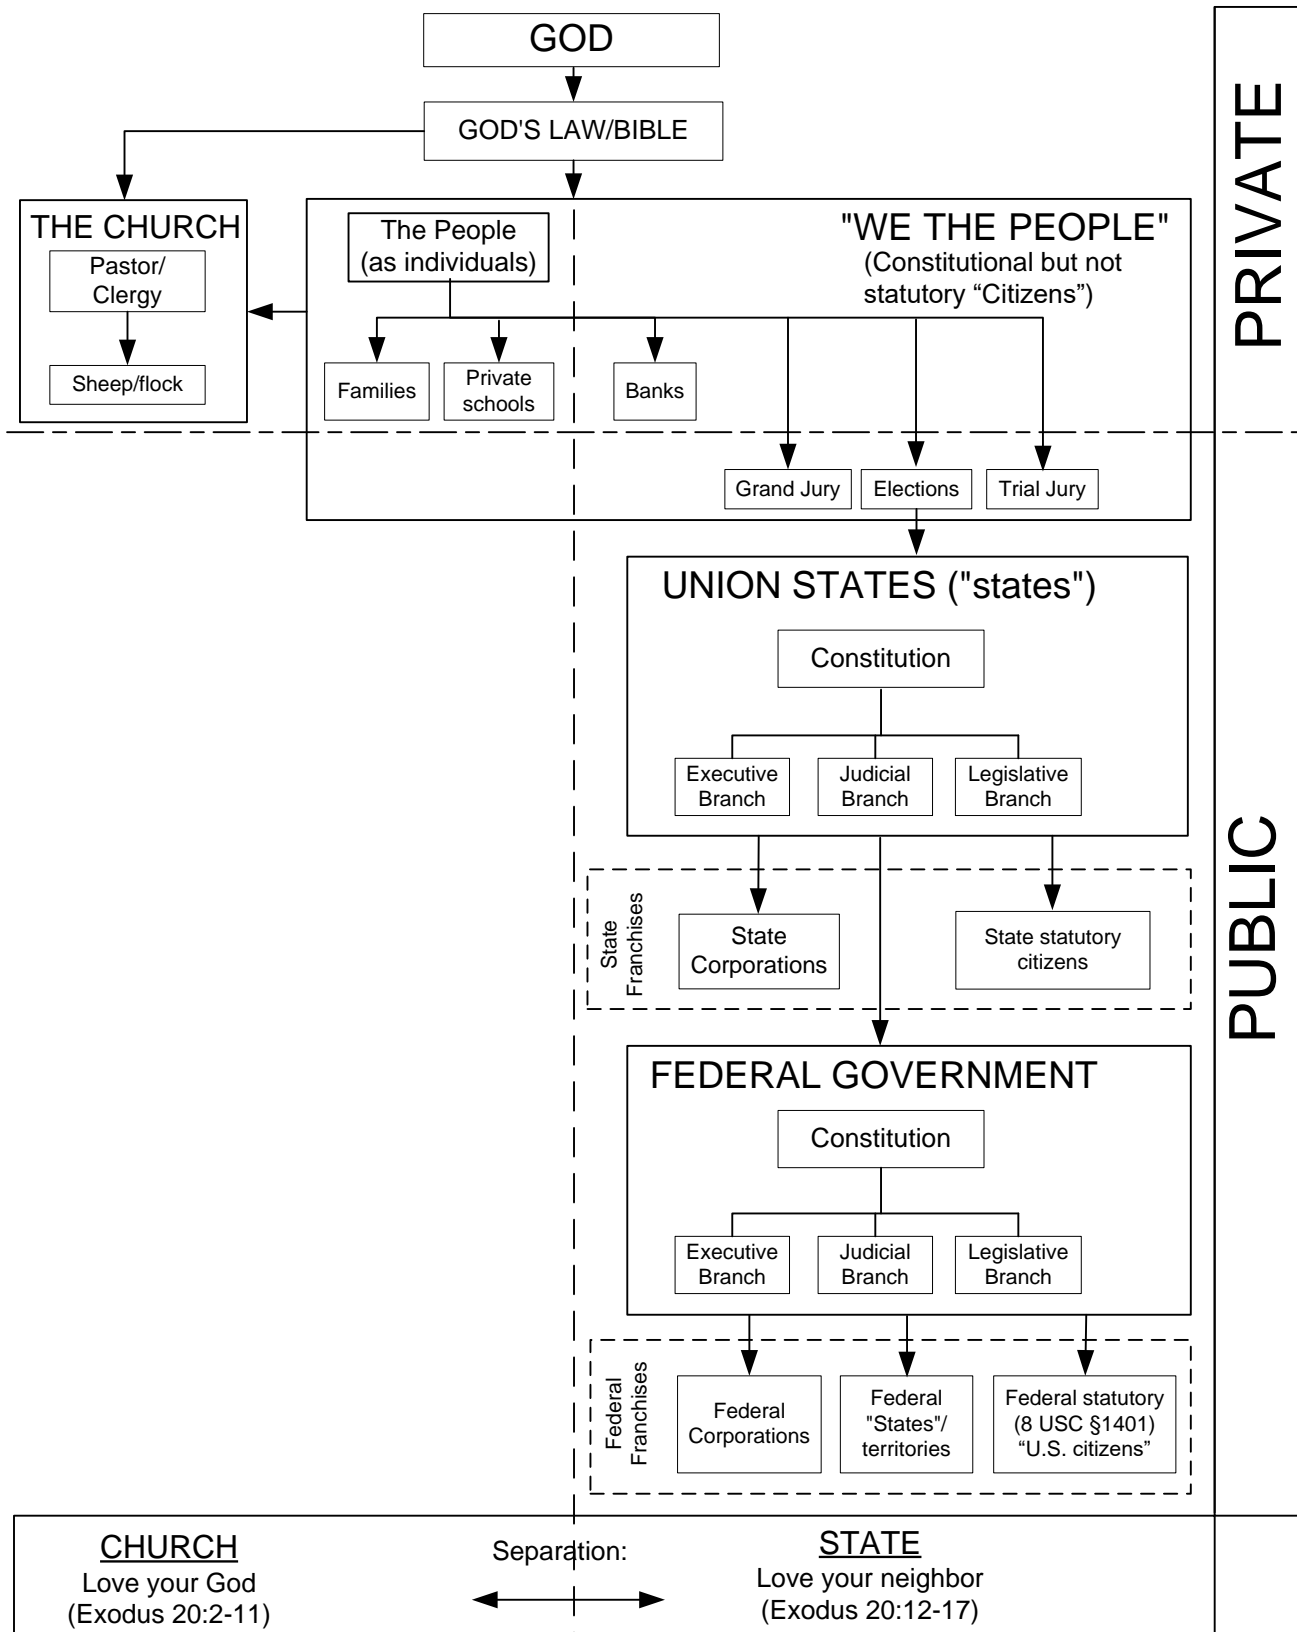 GOD
GOD'S LAW/BIBLE
PRIVATE
THE CHURCH
Pastor/
Clergy
Sheep/flock
The People
(as individuals)
"WE THE PEOPLE"
(Constitutional but not
statutory “Citizens”)
Families
Private
schools
Banks
Grand Jury
Elections
Trial Jury
PUBLIC
UNION STATES ("states")
Constitution
Executive
Branch
Judicial
Branch
Legislative
Branch
State
Franchises
State
Corporations
State statutory
citizens
FEDERAL GOVERNMENT
Constitution
Executive
Branch
Judicial
Branch
Legislative
Branch
Federal
Franchises
Federal
Corporations
Federal
"States"/
territories
Federal statutory
(8 USC §1401)
“U.S. citizens”
CHURCH
Love your God
(Exodus 20:2-11)
Separation:
STATE
Love your neighbor
(Exodus 20:12-17)